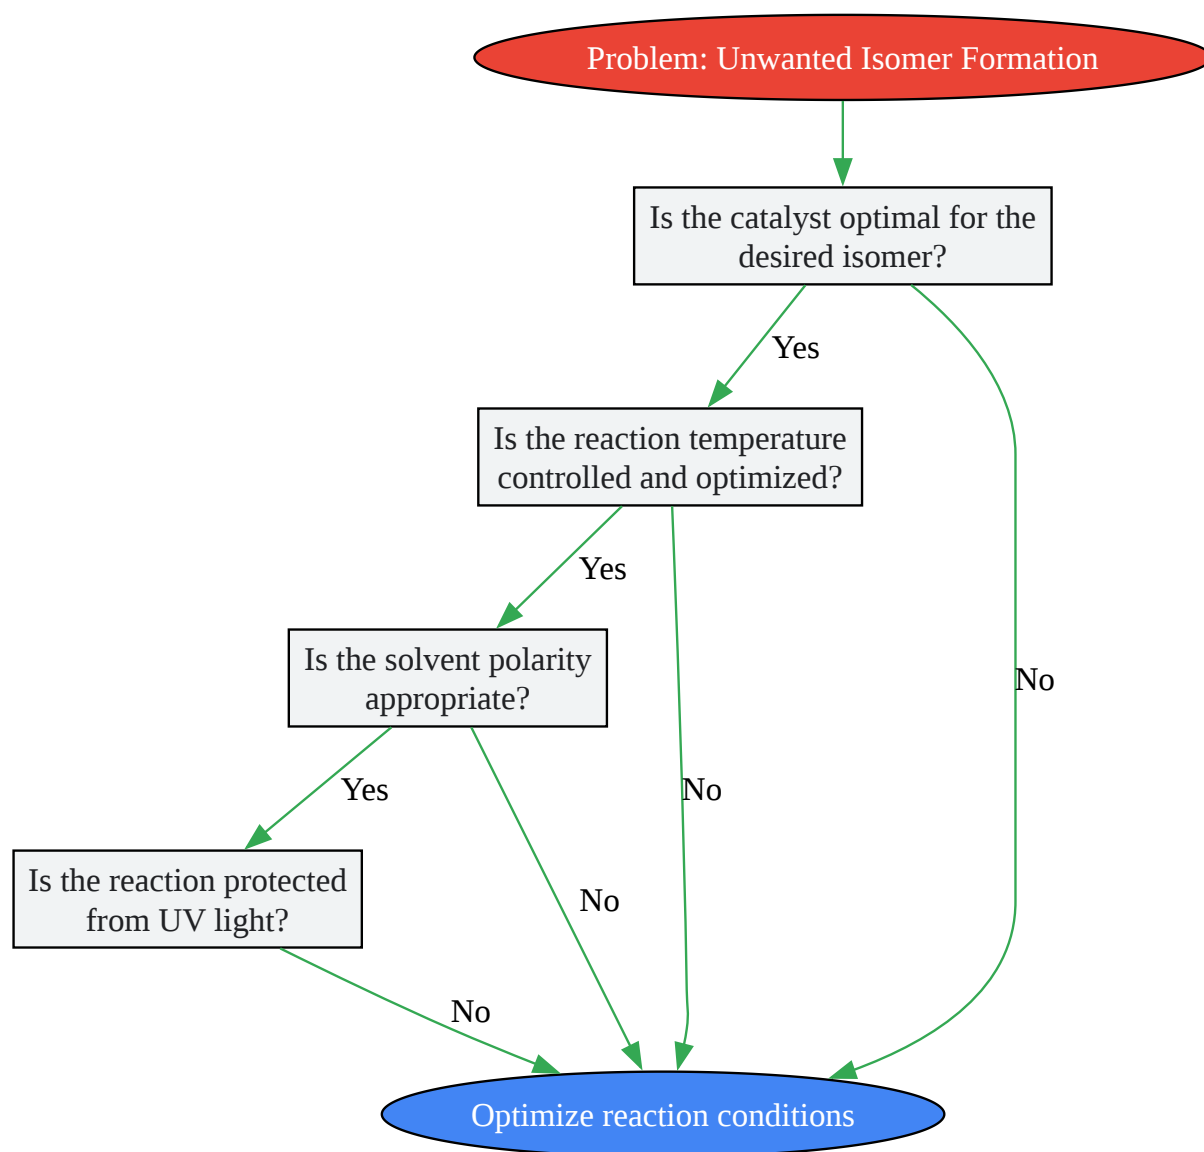 Problem: Unwanted Isomer Formation
Is the catalyst optimal for the
desired isomer?
Yes
Is the reaction temperature
controlled and optimized?
Yes
Is the solvent polarity
appropriate?
No
Yes
No
Is the reaction protected
from UV light?
No
No
Optimize reaction conditions